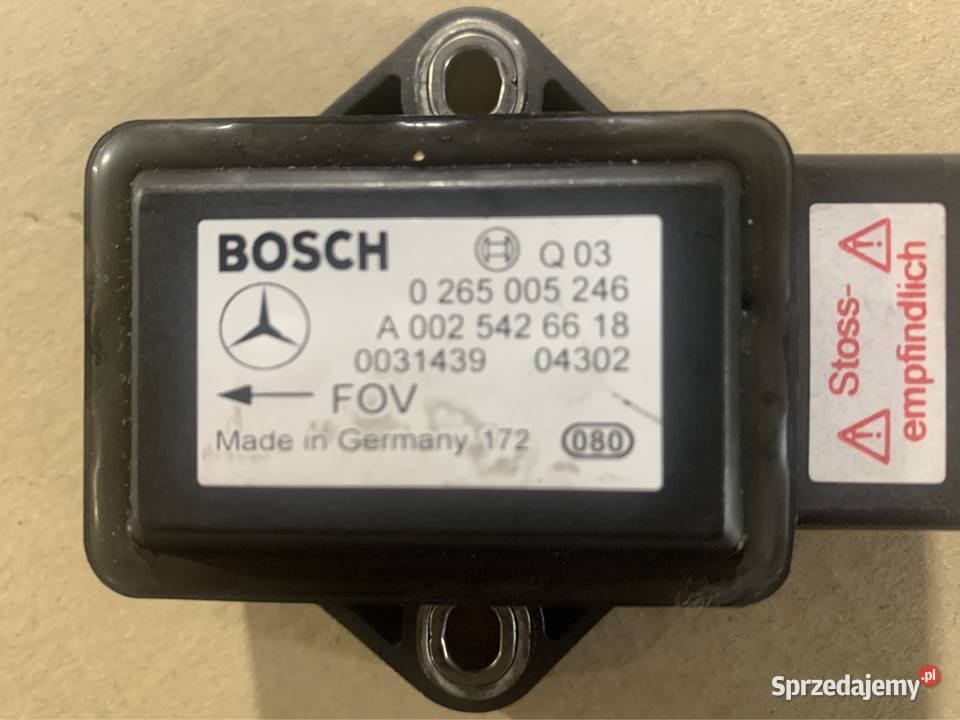 BOSCH Q 03
0 265 005 246
A 002 542 66 18
0031439 04302
FOV
Made in Germany 172 080
Stoss-
empfindlich
Sprzedajemy.pl